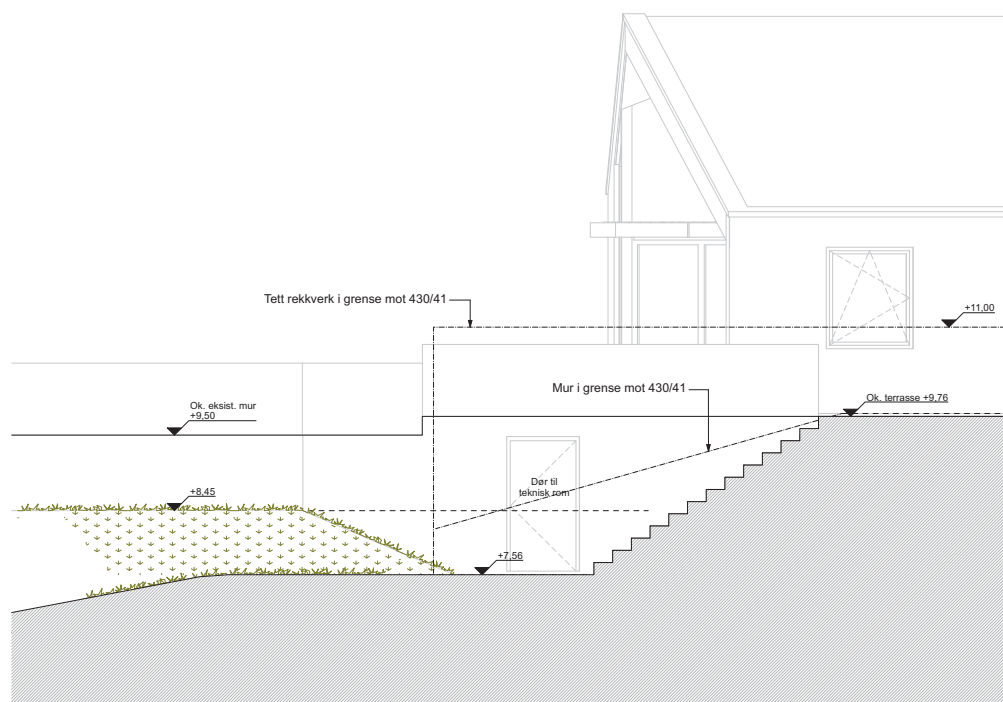 Tett rekkverk i grense mot 430/41
+11,00
Mur i grense mot 430/41
Ok. terrasse +9,76
Ok. eksist. mur
+9,50
Dør til
teknisk rom
+8,45
+7,56